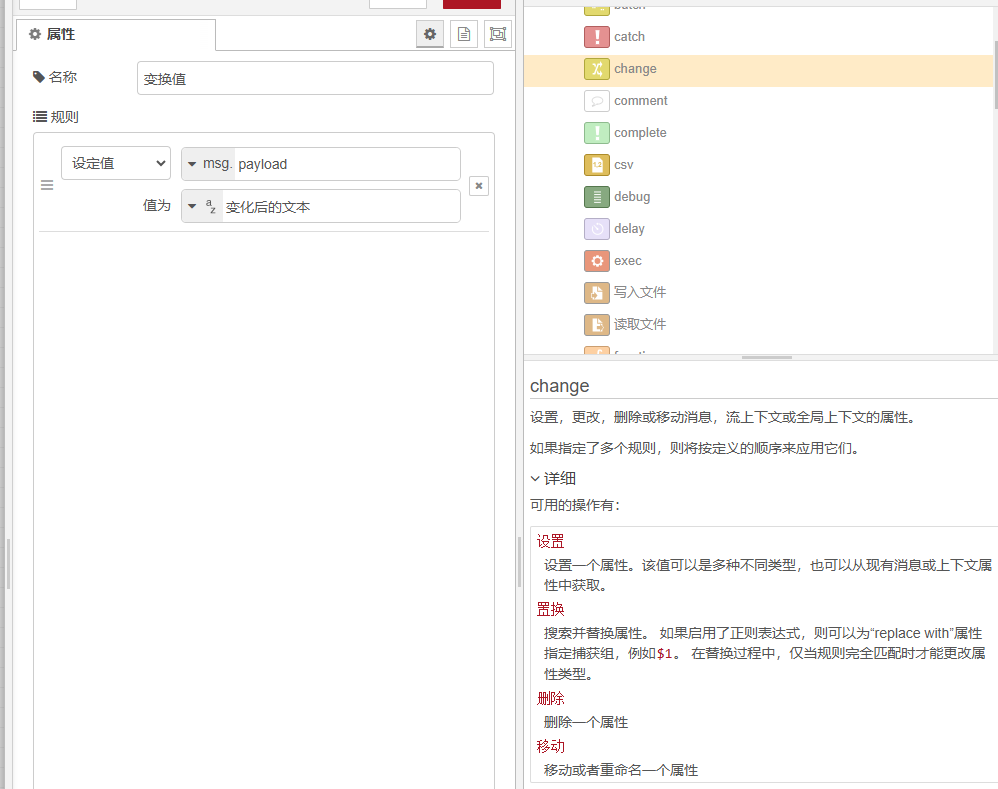 属性
名称
变换值
规则
设定值
msg. payload
值为
az 变化后的文本
catch
change
comment
complete
csv
debug
delay
exec
写入文件
读取文件
change
设置，更改，删除或移动消息，流上下文或全局上下文的属性。
如果指定了多个规则，则将按定义的顺序来应用它们。
详细
可用的操作有：
设置
设置一个属性。该值可以是多种不同类型，也可以从现有消息或上下文属
性中获取。
置换
搜索并替换属性。 如果启用了正则表达式，则可以为“replace with”属性
指定捕获组，例如$1。 在替换过程中，仅当规则完全匹配时才能更改属
性类型。
删除
删除一个属性
移动
移动或者重命名一个属性